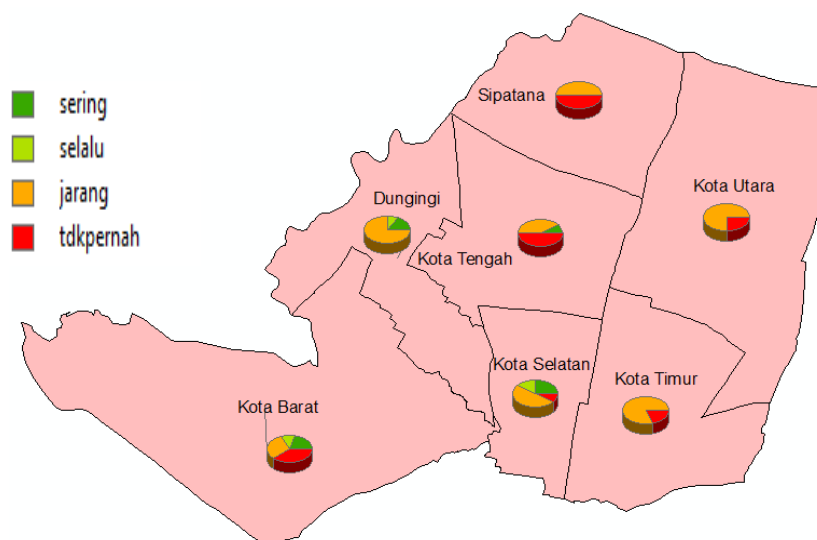 sering
selalu
jarang
tdkpernah
Sipatana
Kota Utara
Dungingi
Kota Tengah
Kota Selatan
Kota Timur
Kota Barat